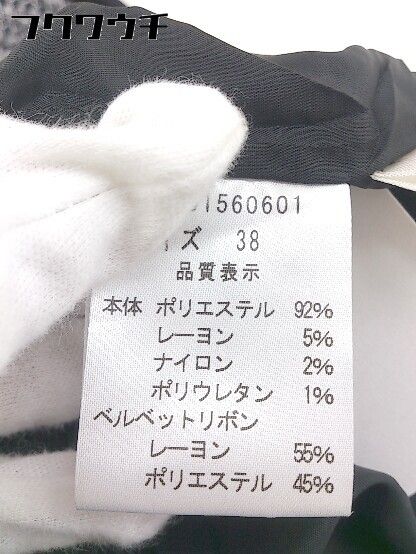 フクワウチ
1560601
イズ 38
品質表示
本体 ポリエステル 92%
レーヨン 5%
ナイロン 2%
ポリウレタン 1%
ベルベットリボン
レーヨン 55%
ポリエステル 45%